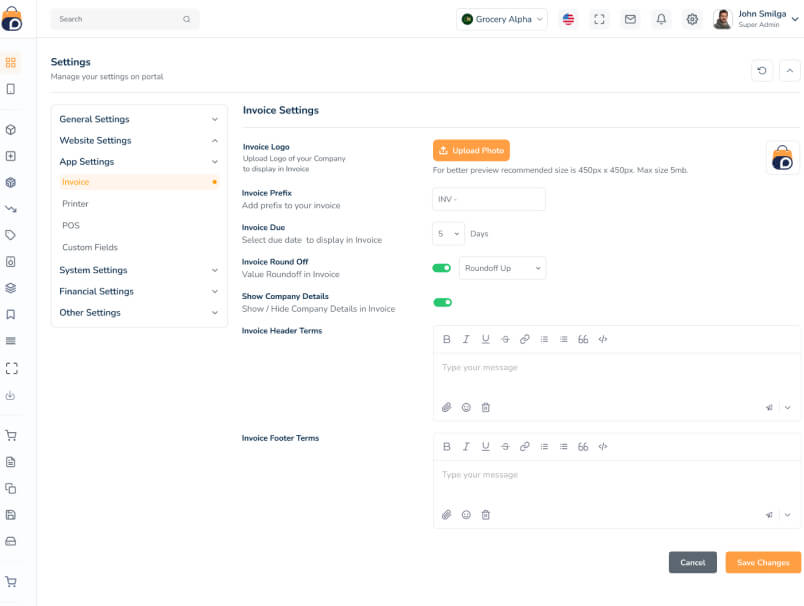 Search
Grocery Alpha
John Smilga
Super Admin
Settings
Manage your settings on portal
General Settings
Website Settings
App Settings
Invoice
Printer
POS
Custom Fields
System Settings
Financial Settings
Other Settings
Invoice Settings
Invoice Logo
Upload Logo of your Company
to display in Invoice
Upload Photo
For better preview recommended size is 450px x 450px. Max size 5mb.
Invoice Prefix
Add prefix to your invoice
INV -
Invoice Due
Select due date to display in Invoice
5 Days
Invoice Round Off
Value Roundoff in Invoice
Roundoff Up
Show Company Details
Show / Hide Company Details in Invoice
Invoice Header Terms
Type your message
Invoice Footer Terms
Type your message
Cancel
Save Changes